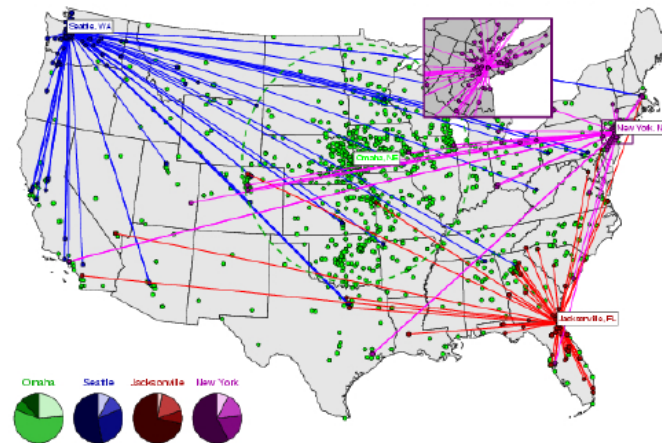 Seattle, WA
New York, N
Omaha, NE
Jacksonville, FL
Omaha Seattle Jacksonville New York